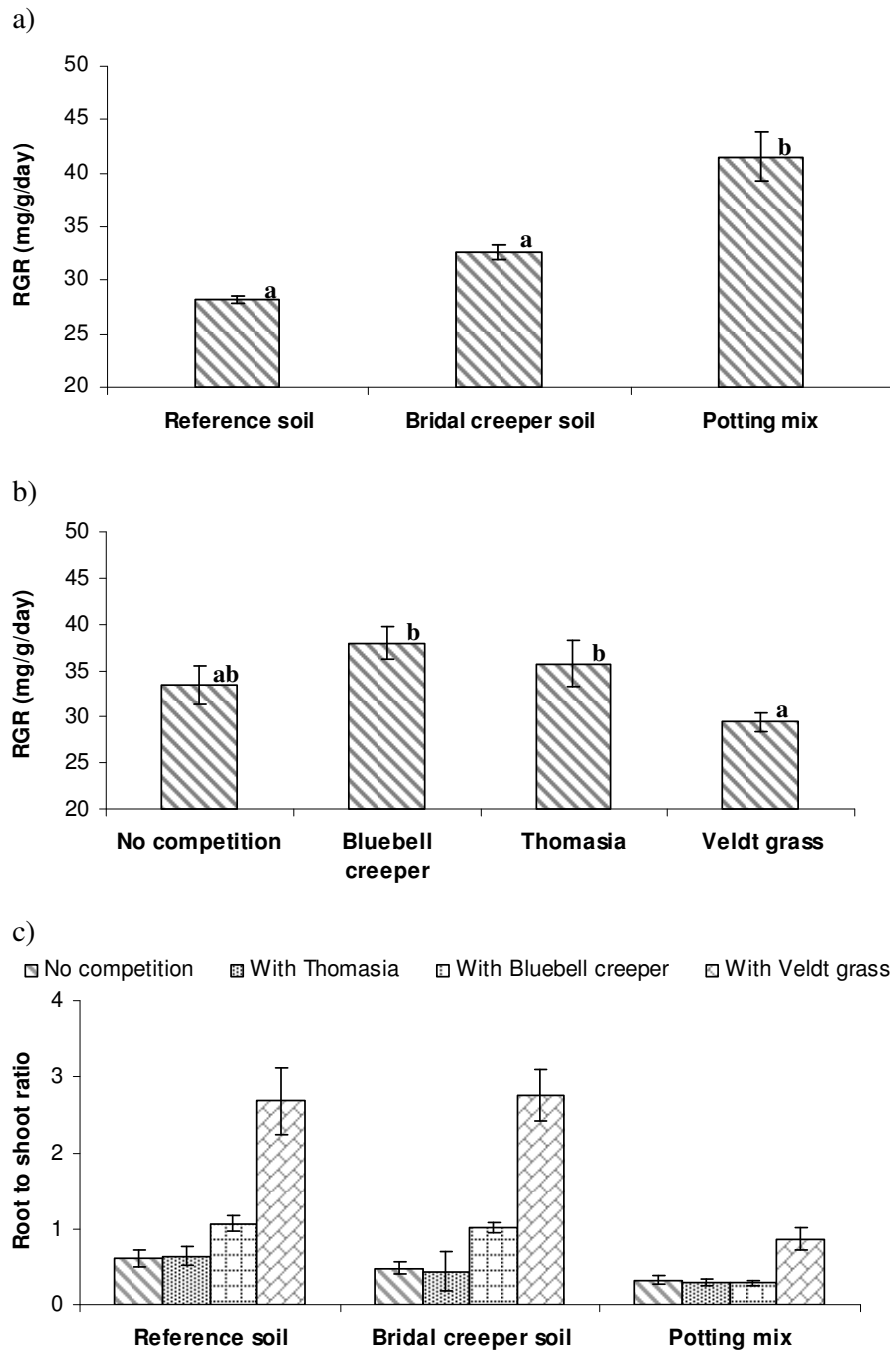 a)
50
45
40
35
30
25
20
RGR (mg/g/day)
a
a
b
Reference soil
Bridal creeper soil
Potting mix
b)
50
45
40
35
30
25
20
RGR (mg/g/day)
ab
b
b
a
No competition
Bluebell
creeper
Thomasia
Veldt grass
c)
No competition
With Thomasia
With Bluebell creeper
With Veldt grass
4
3
2
1
0
Root to shoot ratio
Reference soil
Bridal creeper soil
Potting mix